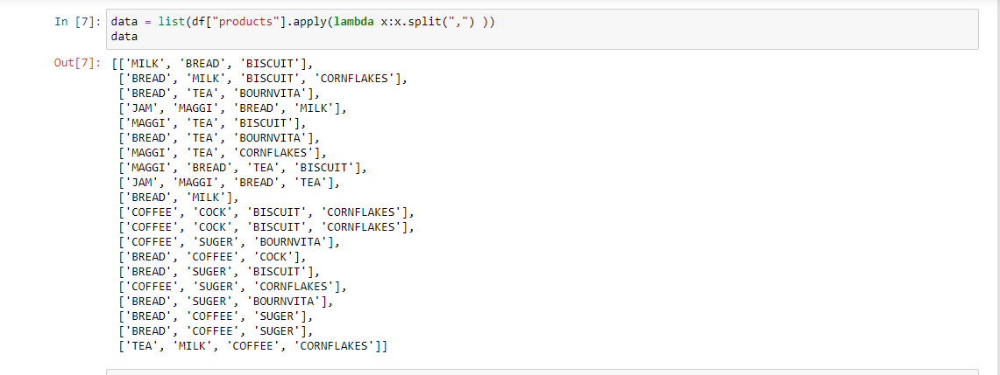 In [7]: data = list(df["products"].apply(lambda x:x.split(",") ))
data
Out[7]: [['MILK', 'BREAD', 'BISCUIT'],
['BREAD', 'MILK', 'BISCUIT', 'CORNFLAKES'],
['BREAD', 'TEA', 'BOURNVITA'],
['JAM', 'MAGGI', 'BREAD', 'MILK'],
['MAGGI', 'TEA', 'BISCUIT'],
['BREAD', 'TEA', 'BOURNVITA'],
['MAGGI', 'TEA', 'CORNFLAKES'],
['MAGGI', 'BREAD', 'TEA', 'BISCUIT'],
['JAM', 'MAGGI', 'BREAD', 'TEA'],
['BREAD', 'MILK'],
['COFFEE', 'COCK', 'BISCUIT', 'CORNFLAKES'],
['COFFEE', 'COCK', 'BISCUIT', 'CORNFLAKES'],
['COFFEE', 'SUGER', 'BOURNVITA'],
['BREAD', 'COFFEE', 'COCK'],
['BREAD', 'SUGER', 'BISCUIT'],
['COFFEE', 'SUGER', 'CORNFLAKES'],
['BREAD', 'SUGER', 'BOURNVITA'],
['BREAD', 'COFFEE', 'SUGER'],
['BREAD', 'COFFEE', 'SUGER'],
['TEA', 'MILK', 'COFFEE', 'CORNFLAKES']]